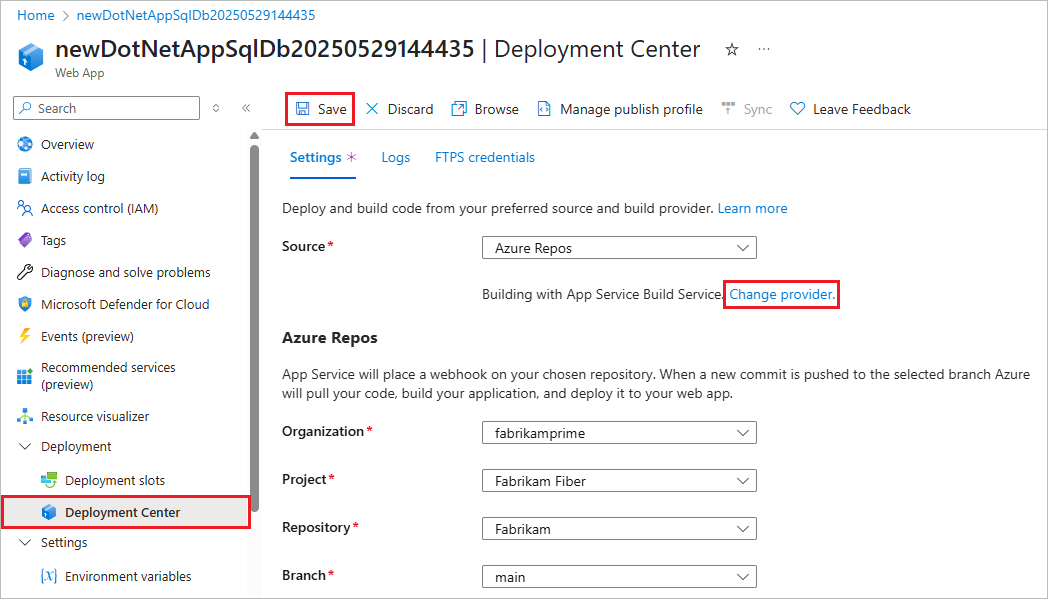 Home > newDotNetAppSqlDb20250529144435
newDotNetAppSqlDb20250529144435 | Deployment Center
Web App
Search
Overview
Activity log
Access control (IAM)
Tags
Diagnose and solve problems
Microsoft Defender for Cloud
Events (preview)
Recommended services
(preview)
Resource visualizer
Deployment
Deployment slots
Deployment Center
Settings
Environment variables
Save Discard Browse Manage publish profile Sync Leave Feedback
Settings * Logs FTPS credentials
Deploy and build code from your preferred source and build provider. Learn more
Source* Azure Repos
Building with App Service Build Service. Change provider.
Azure Repos
App Service will place a webhook on your chosen repository. When a new commit is pushed to the selected branch Azure
will pull your code, build your application, and deploy it to your web app.
Organization* fabrikamprime
Project* Fabrikam Fiber
Repository* Fabrikam
Branch* main